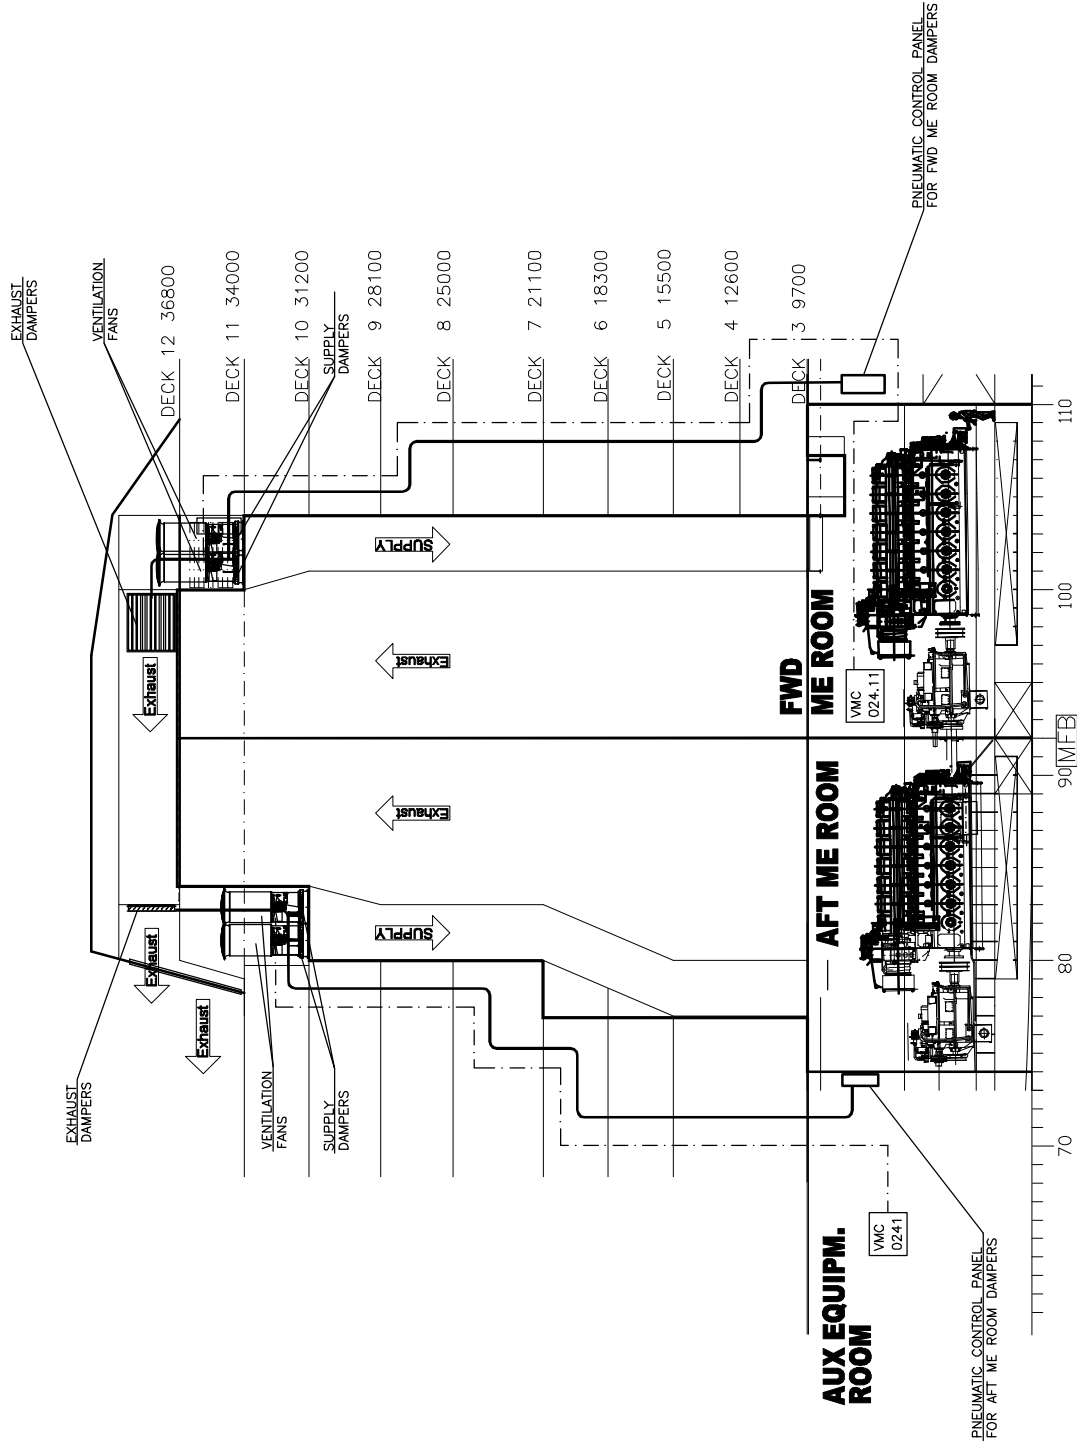 EXHAUST
DAMPERS
VENTILATION
FANS
DECK 12 36800
DECK 11 34000
DECK 10 31200
SUPPLY
DAMPERS
DECK 9 28100
DECK 8 25000
DECK 7 21100
DECK 6 18300
DECK 5 15500
DECK 4 12600
DECK 3 9700
PNEUMATIC CONTROL PANEL
FOR FWD ME ROOM DAMPERS
Exhaust
SUPPLY
Exhaust
FWD
ME ROOM
VMC
024.11
Exhaust
AFT ME ROOM
Exhaust
SUPPLY
Exhaust
EXHAUST
DAMPERS
VENTILATION
FANS
SUPPLY
DAMPERS
VMC
0241
AUX EQUIPM.
ROOM
PNEUMATIC CONTROL PANEL
FOR AFT ME ROOM DAMPERS
70
80
90
MFB
100
110